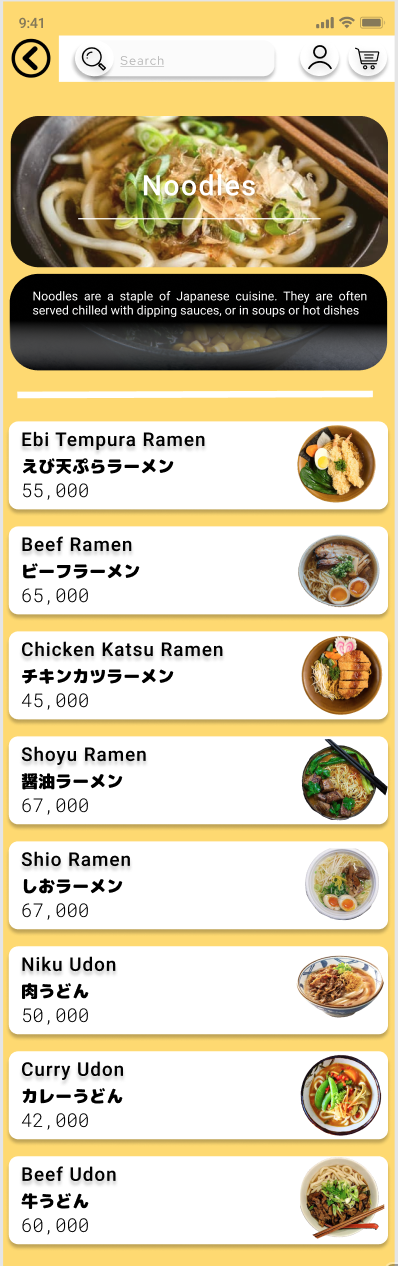 9:41
Search
Noodles
Noodles are a staple of Japanese cuisine. They are often
served chilled with dipping sauces, or in soups or hot dishes
Ebi Tempura Ramen
えび天ぷらラーメン
55,000
Beef Ramen
ビーフラーメン
65,000
Chicken Katsu Ramen
チキンカツラーメン
45,000
Shoyu Ramen
醤油ラーメン
67,000
Shio Ramen
しおラーメン
67,000
Niku Udon
肉うどん
50,000
Curry Udon
カレーうどん
42,000
Beef Udon
牛うどん
60,000